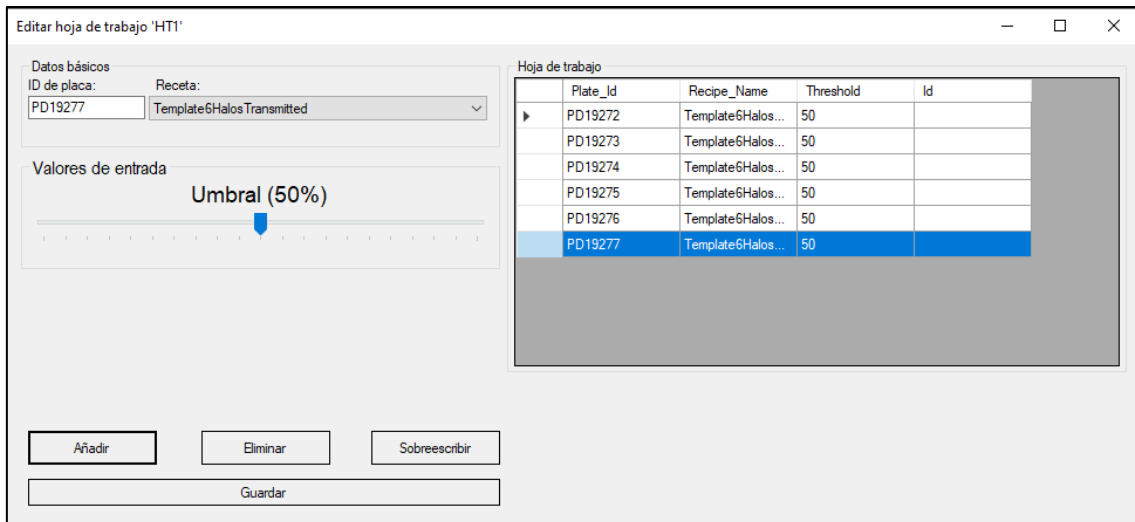 Editar hoja de trabajo 'HT1'
Datos básicos
ID de placa: Receta:
PD19277 Template6HalosTransmitted
Valores de entrada
Umbral (50%)
Añadir Eliminar Sobreescribir
Guardar
Hoja de trabajo
Plate_Id Recipe_Name Threshold Id
PD19272 Template6Halos... 50
PD19273 Template6Halos... 50
PD19274 Template6Halos... 50
PD19275 Template6Halos... 50
PD19276 Template6Halos... 50
PD19277 Template6Halos... 50